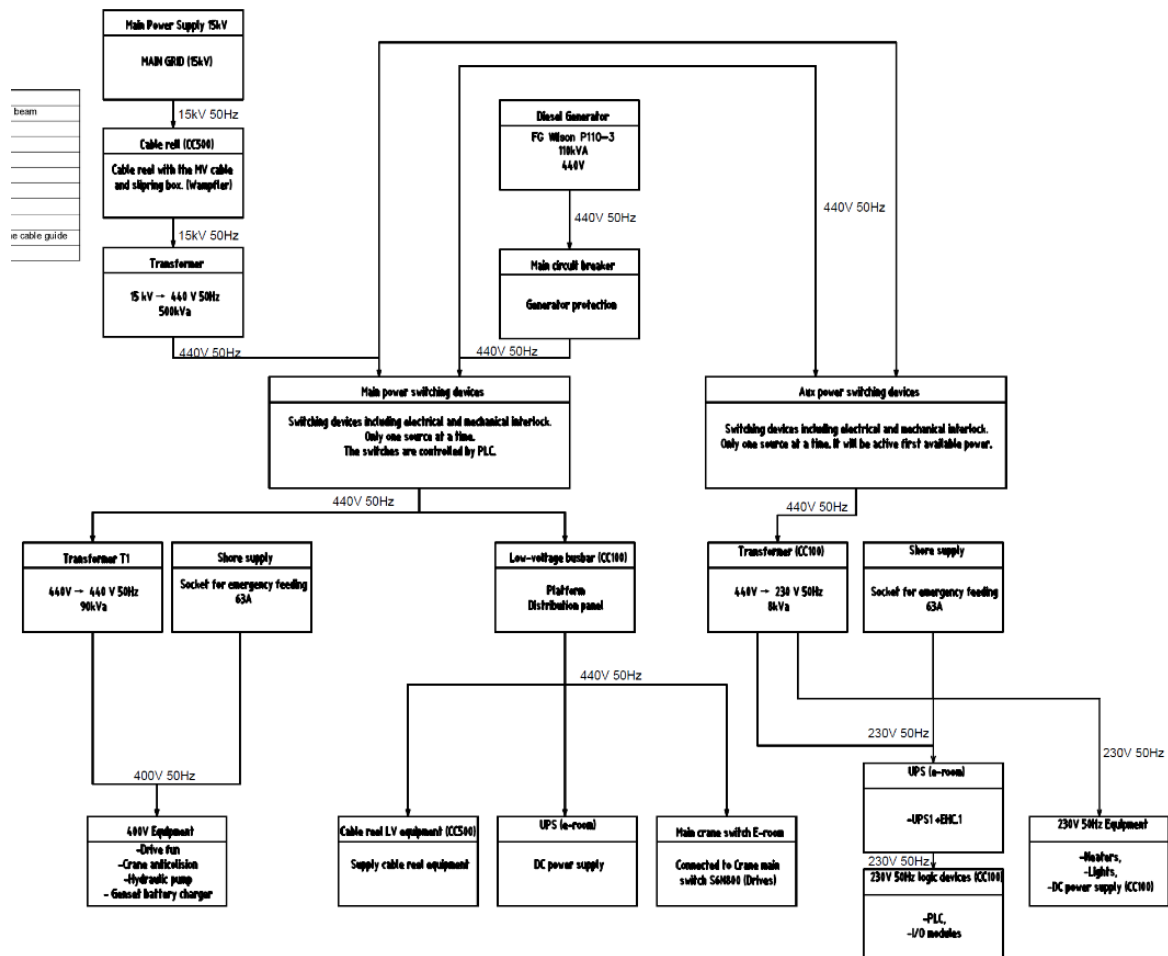 Main Power Supply 15kV
MAIN GRID (15kV)
15kV 50Hz
beam
Cable rell (CC500)
Cable reel with the MV cable
and slipring box. (Wampfler)
15kV 50Hz
cable guide
Transformer
15 kV → 440 V 50Hz
500kVa
440V 50Hz
Diesel Generator
FG Wilson P110-3
110kVA
440V
440V 50Hz
Main circuit breaker
Generator protection
440V 50Hz
440V 50Hz
Main power switching devices
Switching devices including electrical and mechanical interlock.
Only one source at a time.
The switches are controlled by PLC.
440V 50Hz
Aux power switching devices
Switching devices including electrical and mechanical interlock.
Only one source at a time. It will be active first available power.
440V 50Hz
Transformer T1
440V → 440 V 50Hz
90kVa
Shore supply
Socket for emergency feeding
63A
Low-voltage busbar (CC100)
Platform
Distribution panel
Transformer (CC100)
440V → 230 V 50Hz
8kVa
Shore supply
Socket for emergency feeding
63A
440V 50Hz
230V 50Hz
230V 50Hz
400V 50Hz
400V Equipment
-Drive fun
-Crane anticolision
-Hydraulic pump
- Genset battery charger
Cable reel LV equipment (CC500)
Supply cable reel equipment
UPS (e-room)
DC power supply
Main crane switch E-room
Connected to Crane main
switch S6N800 (Drives)
UPS (e-room)
-UPS1 +EHC.1
230V 50Hz
230V 50Hz logic devices (CC100)
-PLC,
-I/O modules
230V 50Hz Equipment
-Heaters,
-Lights,
-DC power supply (CC100)